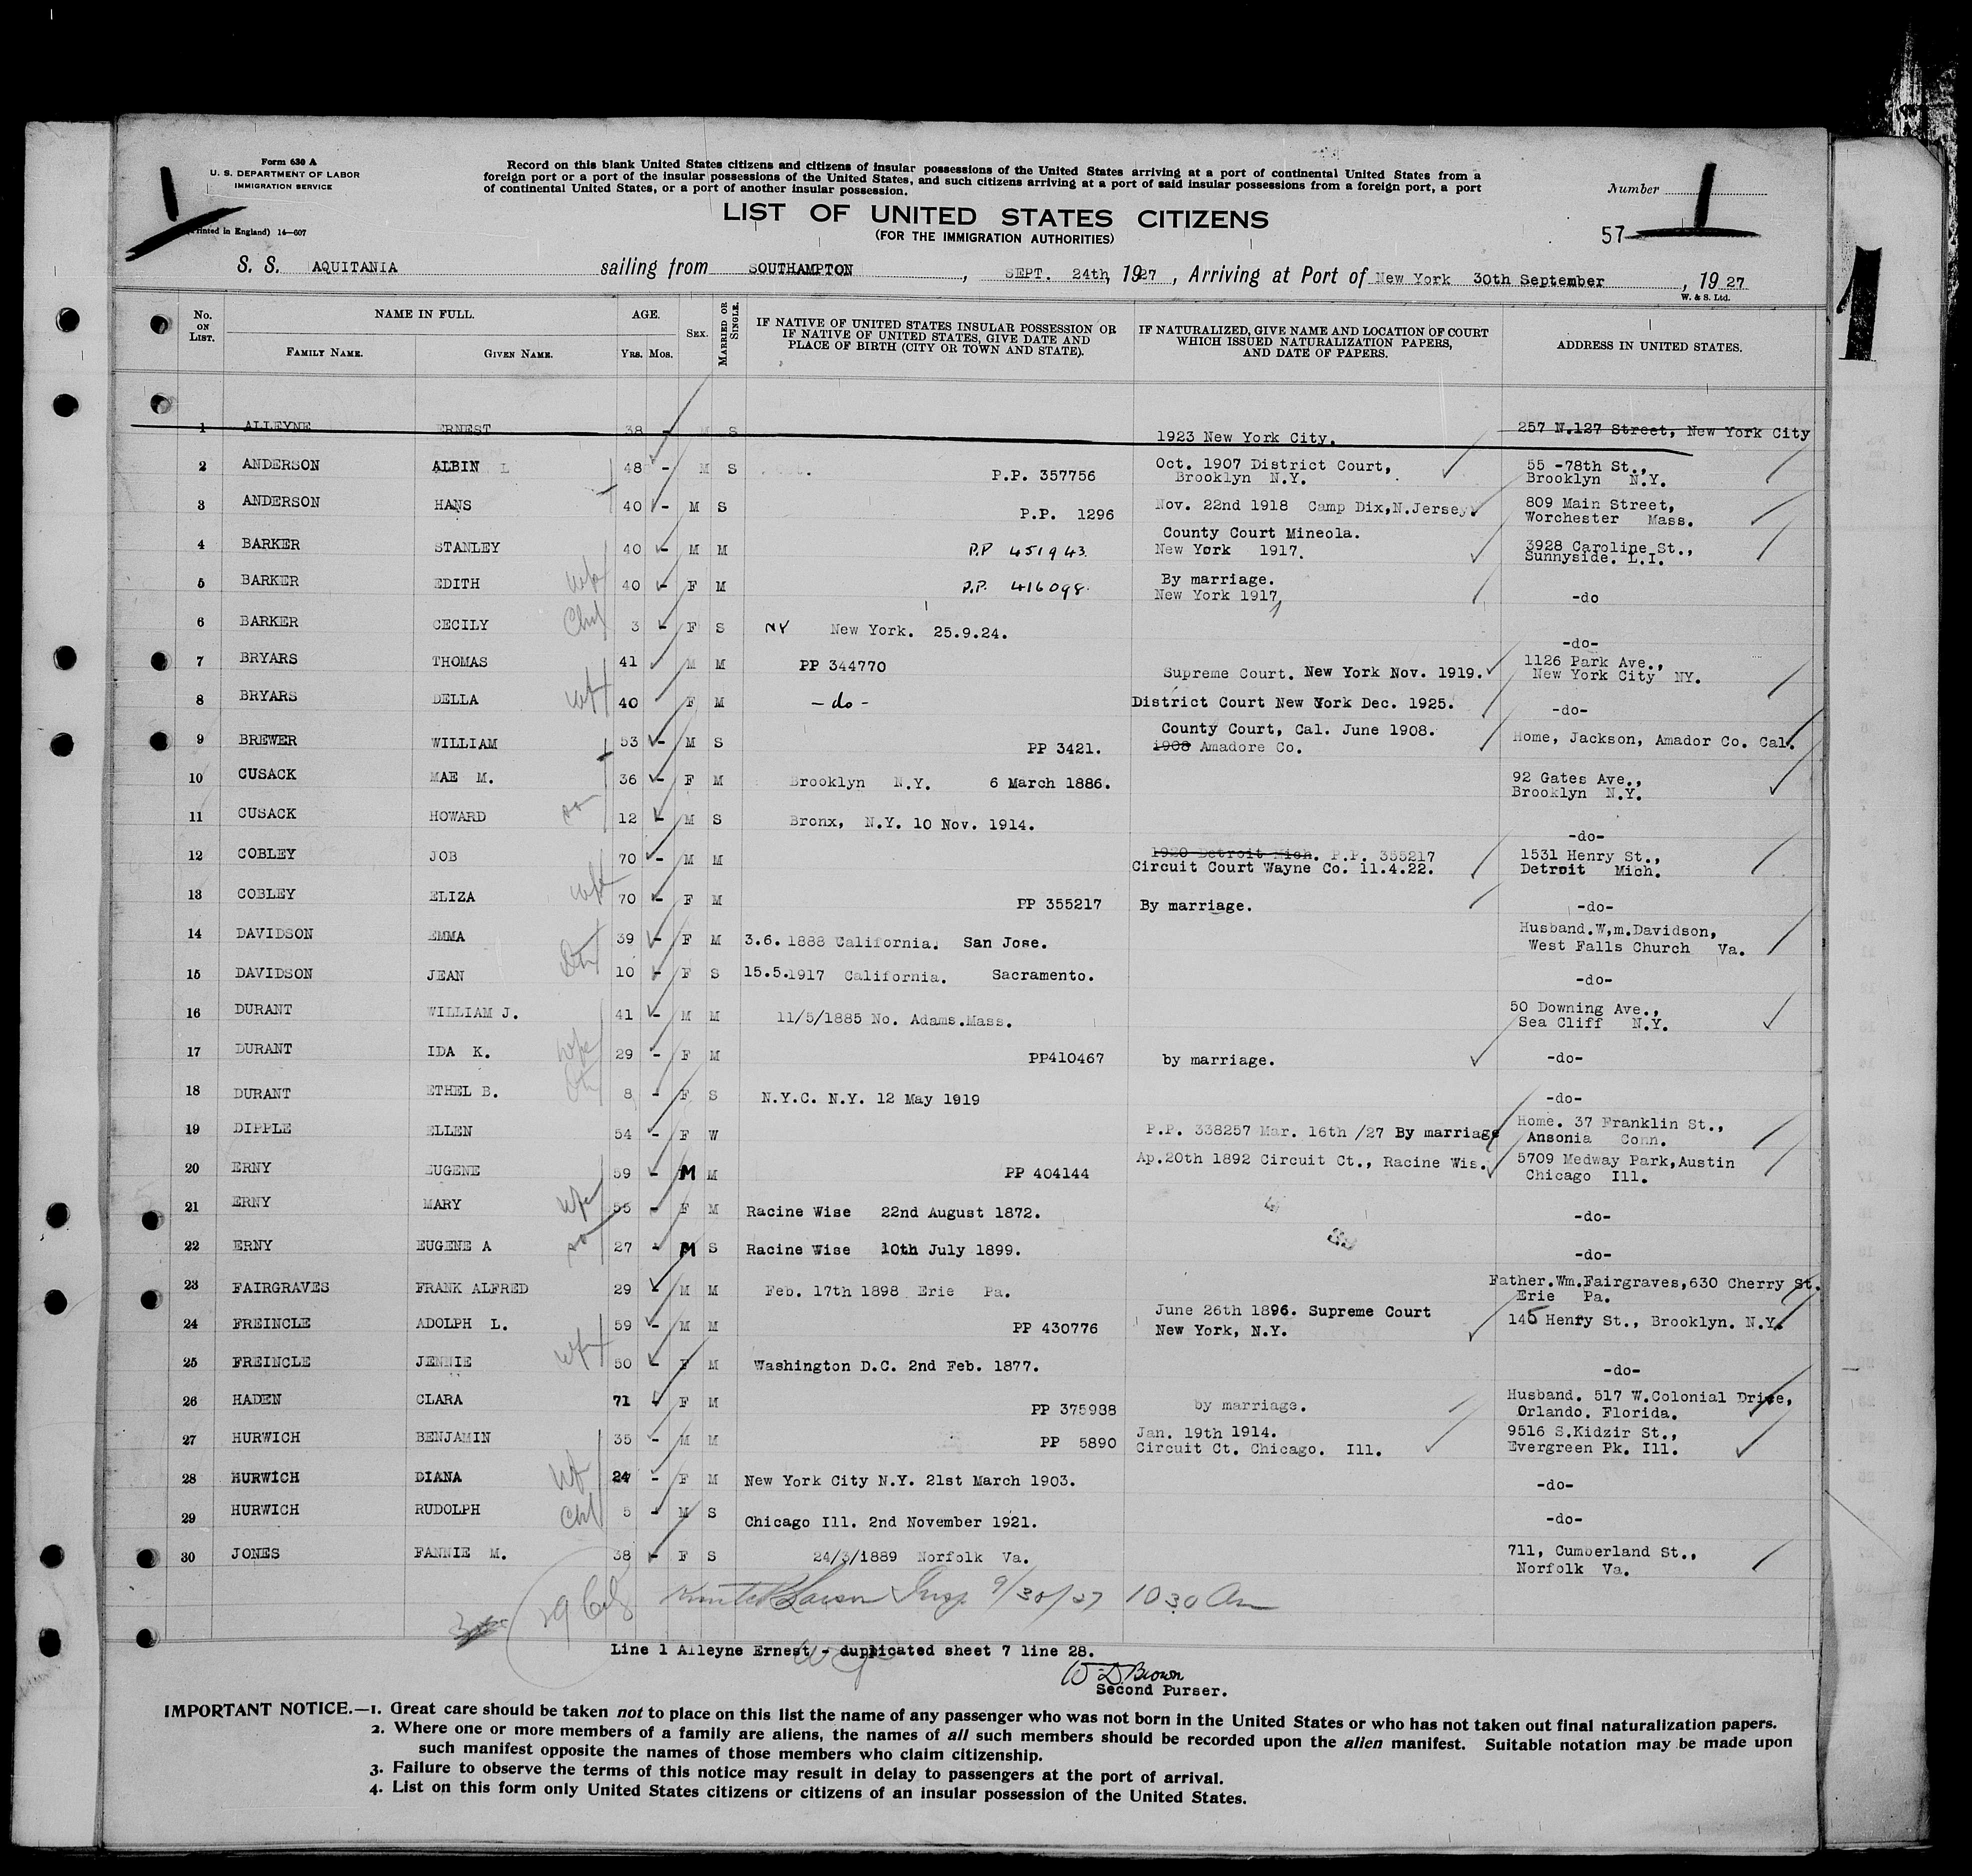 Form 630 A
U. S. DEPARTMENT OF LABOR
IMMIGRATION SERVICE
(Printed in England) 14—607
Record on this blank United States citizens and citizens of insular possessions of the United States arriving at a port of continental United States from a
foreign port or a port of the insular possessions of the United States, and such citizens arriving at a port of said insular possessions from a foreign port, a port
of continental United States, or a port of another insular possession.
Number 1
LIST OF UNITED STATES CITIZENS
(FOR THE IMMIGRATION AUTHORITIES)
57
S. S. AQUITANIA sailing from SOUTHAMPTON, SEPT. 24th, 1927, Arriving at Port of New York 30th September, 1927
W. & S. Ltd.
No. ON LIST. NAME IN FULL. FAMILY NAME. GIVEN NAME. AGE. YRS. MOS. SEX. MARRIED OR SINGLE. IF NATIVE OF UNITED STATES INSULAR POSSESSION OR IF NATIVE OF UNITED STATES, GIVE DATE AND PLACE OF BIRTH (CITY OR TOWN AND STATE). IF NATURALIZED, GIVE NAME AND LOCATION OF COURT WHICH ISSUED NATURALIZATION PAPERS, AND DATE OF PAPERS. ADDRESS IN UNITED STATES.
1 ALLEYNE ERNEST 38 - M S 1923 New York City. 257 N.127 Street, New York City
2 ANDERSON ALBIN L 48 - M S P.P. 357756 Oct. 1907 District Court, Brooklyn N.Y. 55 -78th St., Brooklyn N.Y.
3 ANDERSON HANS 40 - M S P.P. 1296 Nov. 22nd 1918 Camp Dix,N.Jersey. 809 Main Street, Worchester Mass.
4 BARKER STANLEY 40 - M M P.P 451943 County Court Mineola. New York 1917. 3928 Caroline St., Sunnyside. L.I.
5 BARKER EDITH wife 40 - F M P.P. 416098 By marriage. New York 1917 -do
6 BARKER CECILY Chd 3 - F S NY New York. 25.9.24. -do-
7 BRYARS THOMAS 41 M M PP 344770 Supreme Court. New York Nov. 1919. 1126 Park Ave., New York City NY.
8 BRYARS DELLA wf 40 F M - do - District Court New York Dec. 1925. -do-
9 BREWER WILLIAM 53 - M S PP 3421. County Court, Cal. June 1908. 1908 Amadore Co. Home, Jackson, Amador Co. Cal.
10 CUSACK MAE M. 36 - F M Brooklyn N.Y. 6 March 1886. 92 Gates Ave., Brooklyn N.Y.
11 CUSACK HOWARD son 12 - M S Bronx, N.Y. 10 Nov. 1914. -do-
12 COBLEY JOB 70 - M M 1920 Detroit Mich. P.P. 355217 Circuit Court Wayne Co. 11.4.22. 1531 Henry St., Detroit Mich.
13 COBLEY ELIZA wife 70 - F M PP 355217 By marriage. -do-
14 DAVIDSON EMMA 39 - F M 3.6.1888 California. San Jose. Husband.W,m.Davidson, West Falls Church Va.
15 DAVIDSON JEAN 10 - F S 15.5.1917 California. Sacramento. -do-
16 DURANT WILLIAM J. 41 - M M 11/5/1885 No. Adams.Mass. 50 Downing Ave., Sea Cliff N.Y.
17 DURANT IDA K. wife 29 - F M PP410467 by marriage. -do-
18 DURANT ETHEL B. 8 - F S N.Y.C. N.Y. 12 May 1919 -do-
19 DIPPLE ELLEN 54 - F W P.P. 338257 Mar. 16th /27 By marriage Home. 37 Franklin St., Ansonia Conn.
20 ERNY EUGENE 59 - M M PP 404144 Ap.20th 1892 Circuit Ct., Racine Wis. 5709 Medway Park,Austin Chicago Ill.
21 ERNY MARY wife 55 - F M Racine Wise 22nd August 1872. -do-
22 ERNY EUGENE A son 27 - M S Racine Wise 10th July 1899. -do-
23 FAIRGRAVES FRANK ALFRED 29 M M Feb. 17th 1898 Erie Pa. Father.Wm.Fairgraves,630 Cherry St. Erie Pa.
24 FREINCLE ADOLPH L. 59 - M M PP 430776 June 26th 1896. Supreme Court New York, N.Y. 145 Henry St., Brooklyn. N.Y.
25 FREINCLE JENNIE wife 50 - F M Washington D.C. 2nd Feb. 1877. -do-
26 HADEN CLARA 71 F M PP 375938 by marriage. Husband. 517 W.Colonial Drive, Orlando. Florida.
27 HURWICH BENJAMIN 35 - M M PP 5890 Jan. 19th 1914. Circuit Ct. Chicago. Ill. 9516 S.Kidzir St., Evergreen Pk. Ill.
28 HURWICH DIANA wf 24 - F M New York City N.Y. 21st March 1903. -do-
29 HURWICH RUDOLPH Chd 5 - M S Chicago Ill. 2nd November 1921. -do-
30 JONES FANNIE M. 38 - F S 24/3/1889 Norfolk Va. 711, Cumberland St., Norfolk Va.
29 Insp 9/30/27 10 30 Am
Line 1 Alleyne Ernest - duplicated sheet 7 line 28.
W D Brown
Second Purser.
IMPORTANT NOTICE.—1. Great care should be taken not to place on this list the name of any passenger who was not born in the United States or who has not taken out final naturalization papers.
2. Where one or more members of a family are aliens, the names of all such members should be recorded upon the alien manifest. Suitable notation may be made upon
such manifest opposite the names of those members who claim citizenship.
3. Failure to observe the terms of this notice may result in delay to passengers at the port of arrival.
4. List on this form only United States citizens or citizens of an insular possession of the United States.